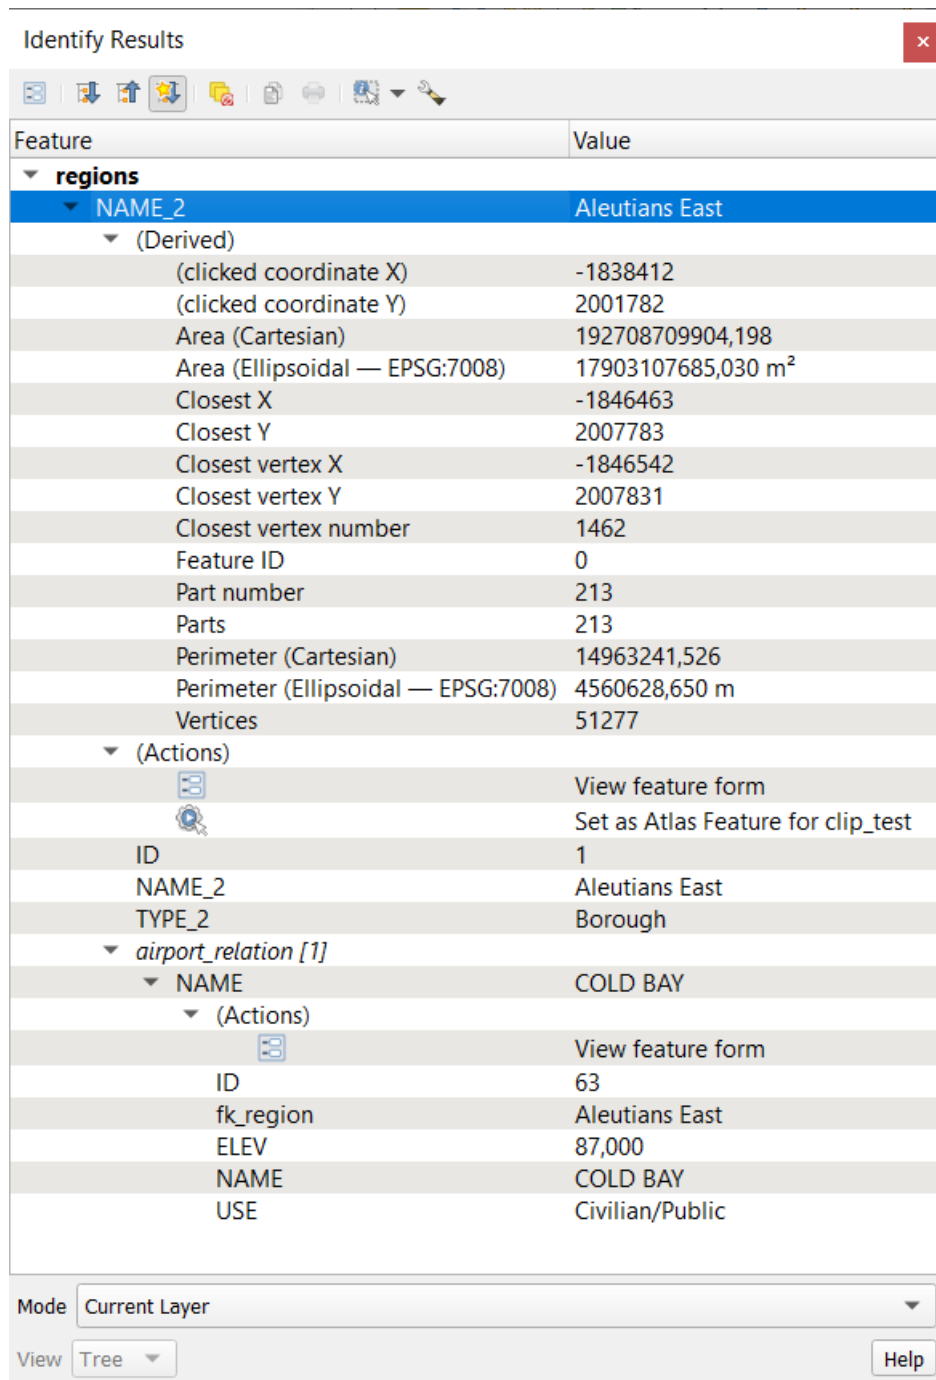 Identify Results
Feature Value
regions
NAME_2 Aleutians East
(Derived)
(clicked coordinate X) -1838412
(clicked coordinate Y) 2001782
Area (Cartesian) 192708709904,198
Area (Ellipsoidal — EPSG:7008) 17903107685,030 m²
Closest X -1846463
Closest Y 2007783
Closest vertex X -1846542
Closest vertex Y 2007831
Closest vertex number 1462
Feature ID 0
Part number 213
Parts 213
Perimeter (Cartesian) 14963241,526
Perimeter (Ellipsoidal — EPSG:7008) 4560628,650 m
Vertices 51277
(Actions)
View feature form
Set as Atlas Feature for clip_test
ID 1
NAME_2 Aleutians East
TYPE_2 Borough
airport_relation [1]
NAME COLD BAY
(Actions)
View feature form
ID 63
fk_region Aleutians East
ELEV 87,000
NAME COLD BAY
USE Civilian/Public
Mode Current Layer
View Tree Help